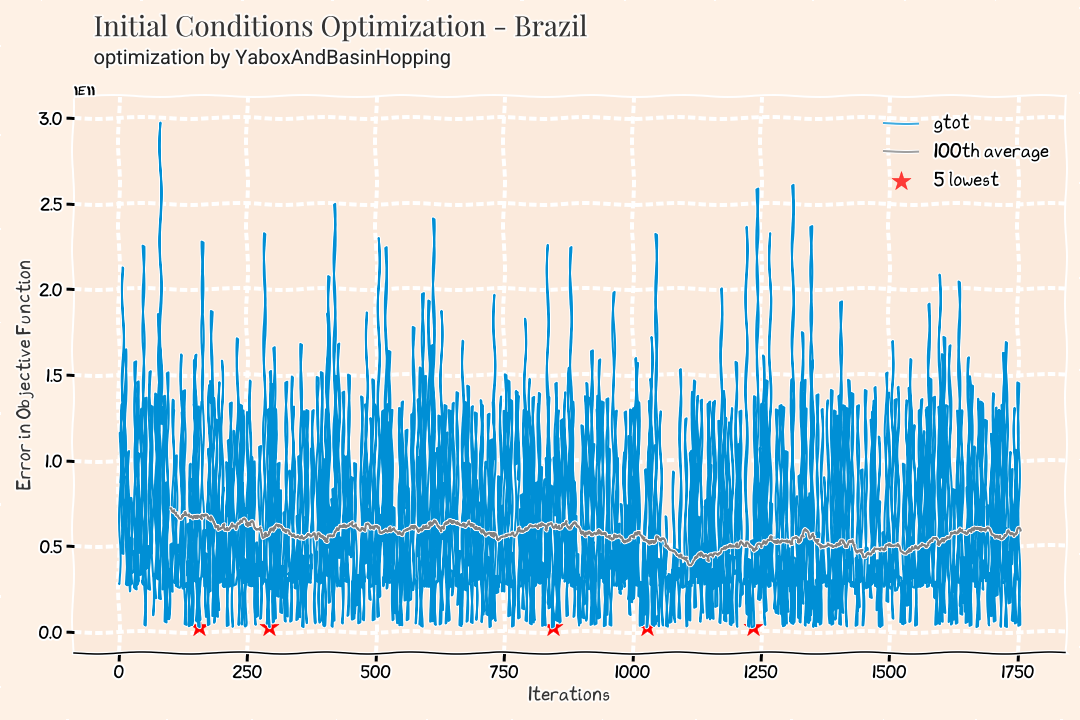 Initial Conditions Optimization - Brazil
optimization by YaboxAndBasinHopping
1E11
3.0
2.5
2.0
1.5
1.0
0.5
0.0
Error in Objective Function
gtot
100th average
5 lowest
0 250 500 750 1000 1250 1500 1750
Iterations